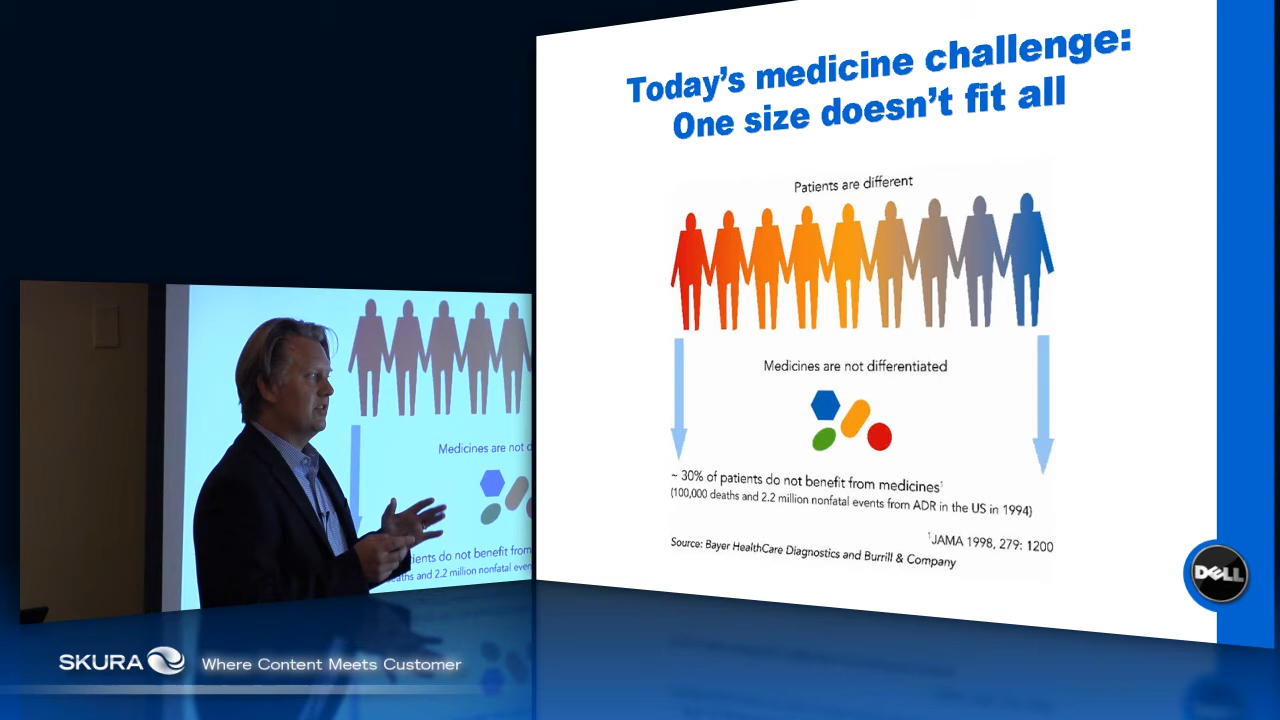 Today's medicine challenge:
One size doesn't fit all
Patients are different
Medicines are not differentiated
~ 30% of patients do not benefit from medicines¹
(100,000 deaths and 2.2 million nonfatal events from ADR in the US in 1994)
¹JAMA 1998, 279: 1200
Source: Bayer HealthCare Diagnostics and Burrill & Company
DELL
Medicines are not d
tients do not benefit from
deaths and 2.2 million nonfatal even
SKURA Where Content Meets Customer